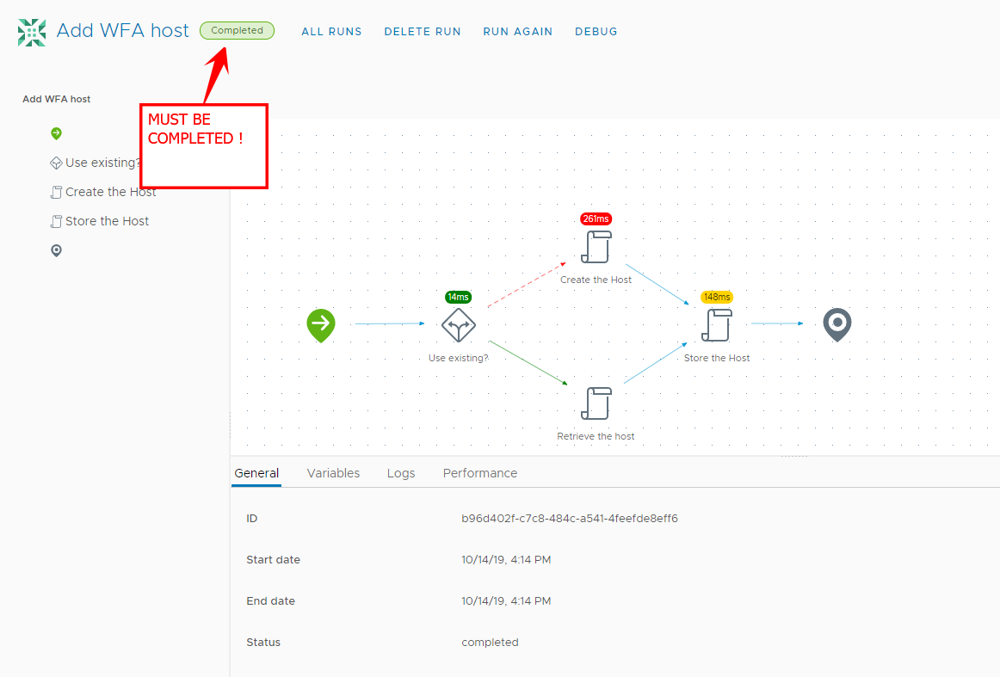 Add WFA host
Completed
ALL RUNS
DELETE RUN
RUN AGAIN
DEBUG
Add WFA host
MUST BE
COMPLETED !
Use existing?
Create the Host
Store the Host
261ms
Create the Host
14ms
Use existing?
148ms
Store the Host
Retrieve the host
General
Variables
Logs
Performance
ID
b96d402f-c7c8-484c-a541-4feefde8eff6
Start date
10/14/19, 4:14 PM
End date
10/14/19, 4:14 PM
Status
completed